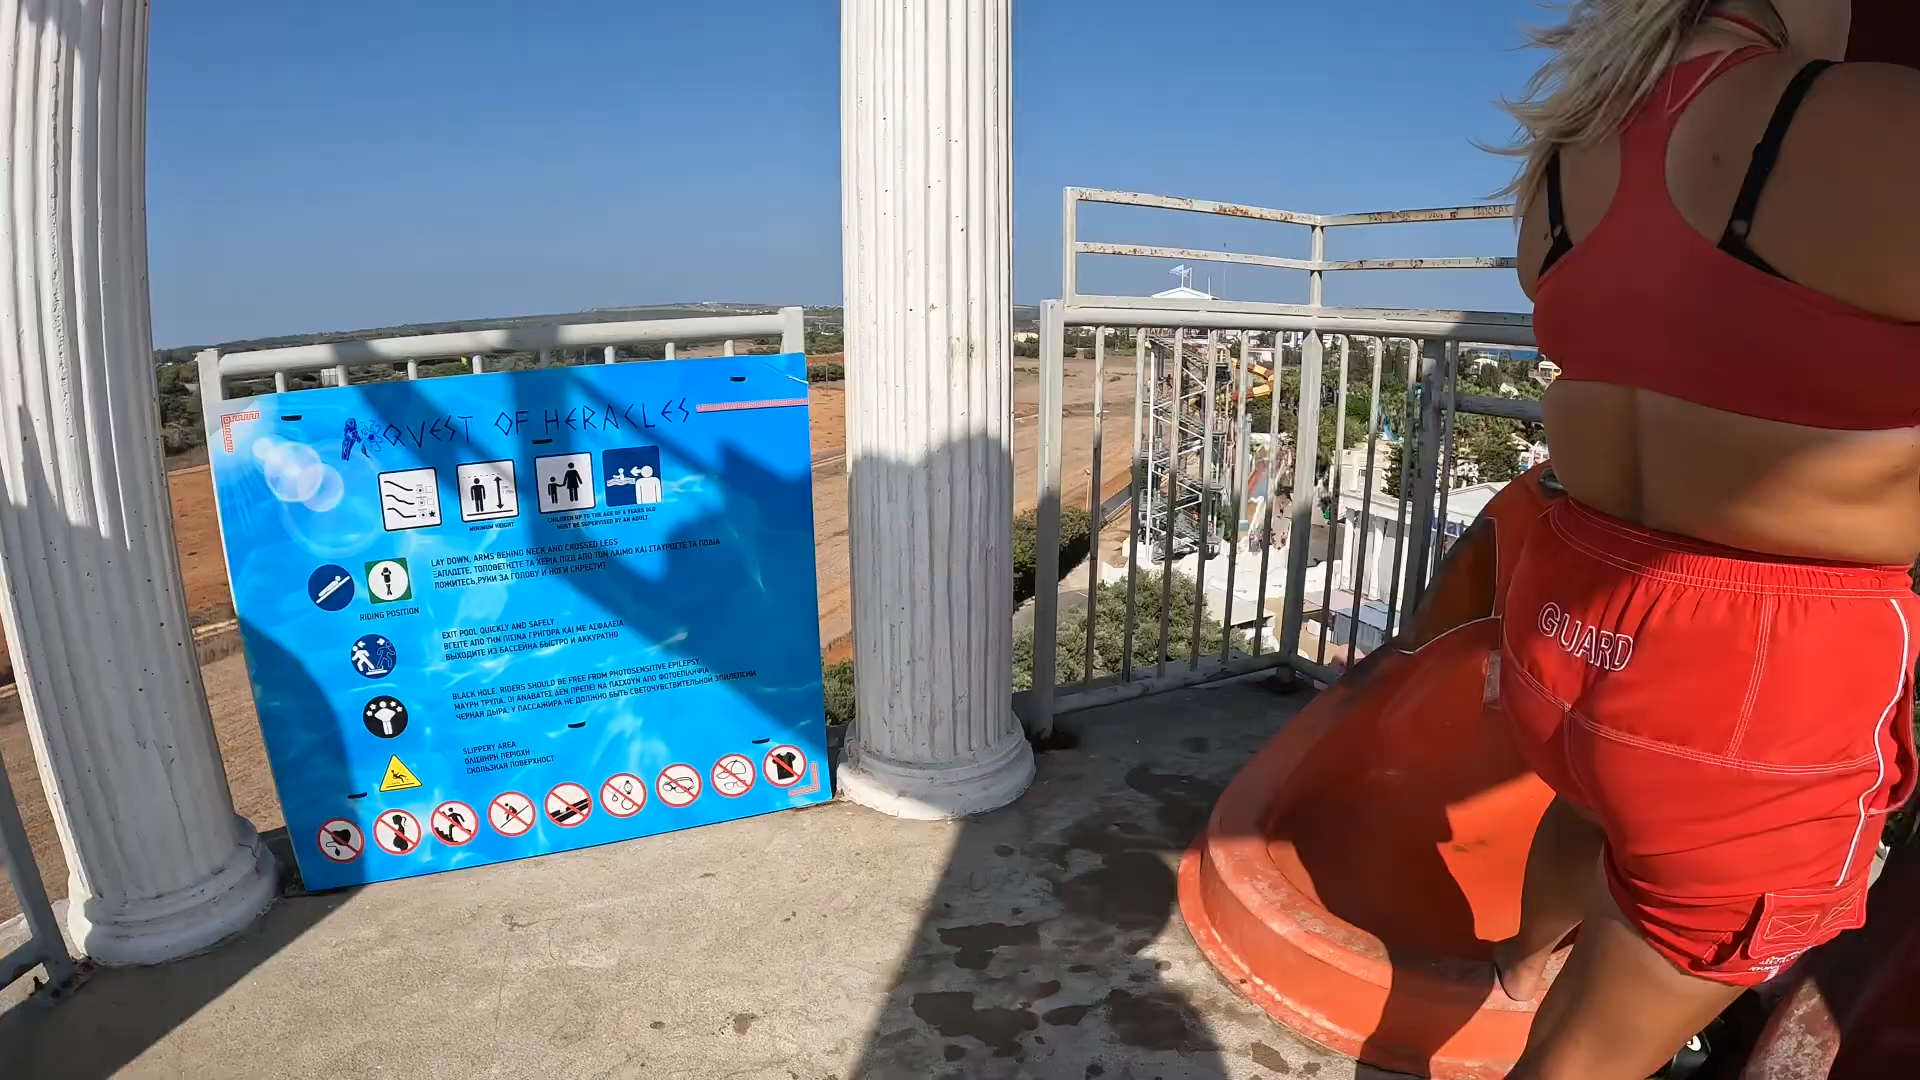 QVEST OF HERACLES
MINIMUM HEIGHT
CHILDREN UP TO THE AGE OF 8 YEARS OLD
MUST BE SUPERVISED BY AN ADULT
LAY DOWN, ARMS BEHIND NECK AND CROSSED LEGS
ΞΑΠΛΩΣΤΕ, ΤΟΠΟΘΕΤΗΣΤΕ ΤΑ ΧΕΡΙΑ ΠΙΣΩ ΑΠΟ ΤΟΝ ΛΑΙΜΟ ΚΑΙ ΣΤΑΥΡΩΣΤΕ ΤΑ ΠΟΔΙΑ
ЛОЖИТЕСЬ, РУКИ ЗА ГОЛОВУ И НОГИ СКРЕСТИТ
RIDING POSITION
EXIT POOL QUICKLY AND SAFELY
ΒΓΕΙΤΕ ΑΠΟ ΤΗΝ ΠΙΣΙΝΑ ΓΡΗΓΟΡΑ ΚΑΙ ΜΕ ΑΣΦΑΛΕΙΑ
ВЫХОДИТЕ ИЗ БАССЕЙНА БЫСТРО И АККУРАТНО
BLACK HOLE. RIDERS SHOULD BE FREE FROM PHOTOSENSITIVE EPILEPSY
ΜΑΥΡΗ ΤΡΥΠΑ. ΟΙ ΑΝΑΒΑΤΕΣ ΔΕΝ ΠΡΕΠΕΙ ΝΑ ΠΑΣΧΟΥΝ ΑΠΟ ΦΩΤΟΕΠΙΛΗΨΙΑ
ЧЕРНАЯ ДЫРА. У ПАССАЖИРА НЕ ДОЛЖНО БЫТЬ СВЕТОЧУВСТВИТЕЛЬНОЙ ЭПИЛЕПСИИ
SLIPPERY AREA
ΟΛΙΣΘΗΡΗ ΠΕΡΙΟΧΗ
СКОЛЬЗКАЯ ПОВЕРХНОСТ
GUARD